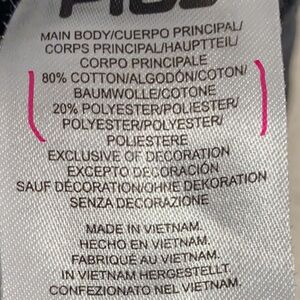 MAIN BODY/CUERPO PRINCIPAL/
CORPS PRINCIPAL/HAUPTTEIL/
CORPO PRINCIPALE
80% COTTON/ALGODÓN/COTON/
BAUMWOLLE/COTONE
20% POLYESTER/POLIESTER/
POLYESTER/POLYESTER/
POLIESTERE
EXCLUSIVE OF DECORATION
EXCEPTO DECORACIÓN
SAUF DÉCORATION/OHNE DEKORATION
SENZA DECORAZIONE
MADE IN VIETNAM.
HECHO EN VIETNAM.
FABRIQUÉ AU VIETNAM.
IN VIETNAM HERGESTELLT.
CONFEZIONATO NEL VIETNAM.